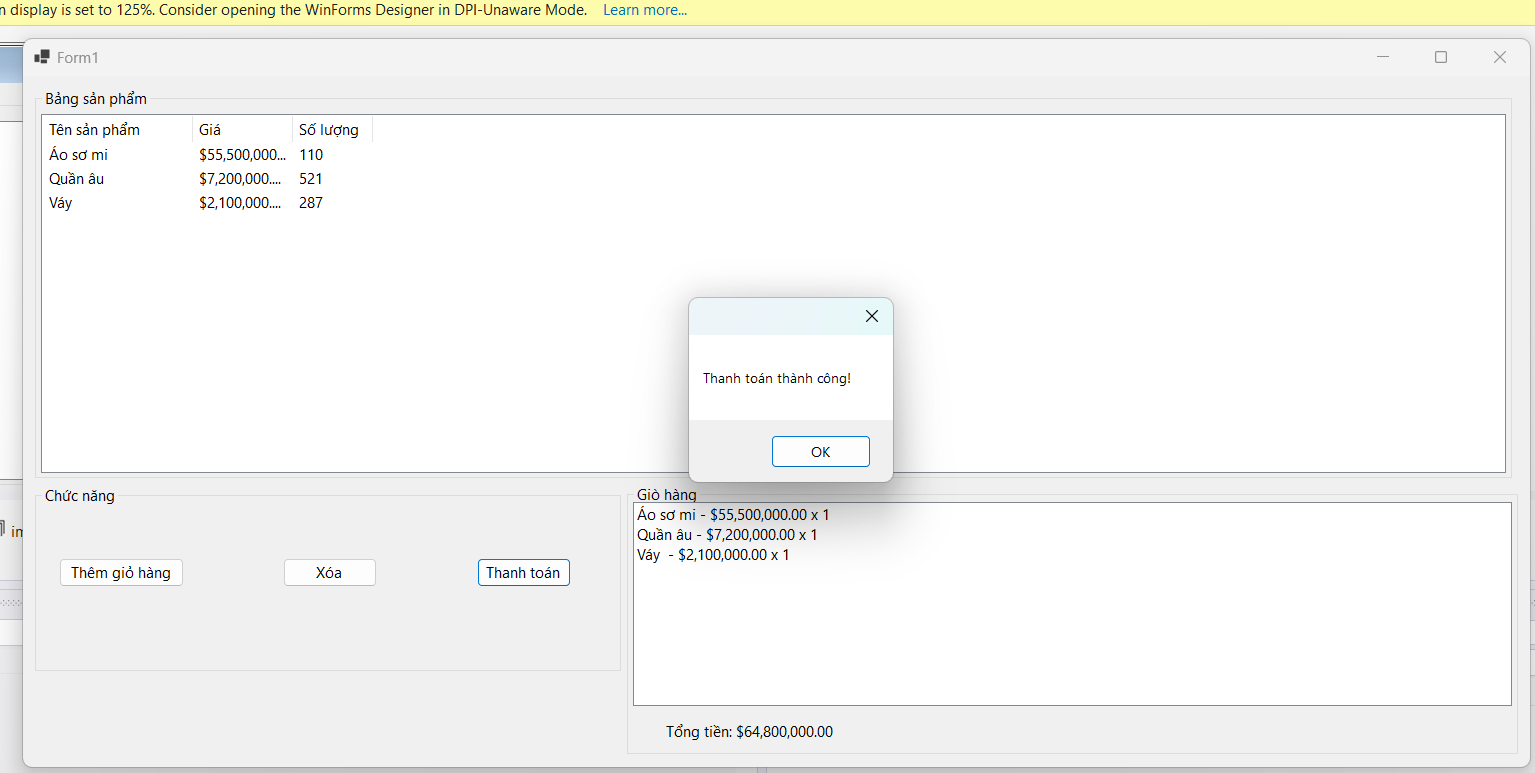 n display is set to 125%. Consider opening the WinForms Designer in DPI-Unaware Mode. Learn more...
Form1
Bảng sản phẩm
Tên sản phẩm Giá Số lượng
Áo sơ mi $55,500,000... 110
Quần âu $7,200,000.... 521
Váy $2,100,000.... 287
Thanh toán thành công!
OK
Chức năng
Thêm giỏ hàng Xóa Thanh toán
Giò hàng
Áo sơ mi - $55,500,000.00 x 1
Quần âu - $7,200,000.00 x 1
Váy - $2,100,000.00 x 1
Tổng tiền: $64,800,000.00